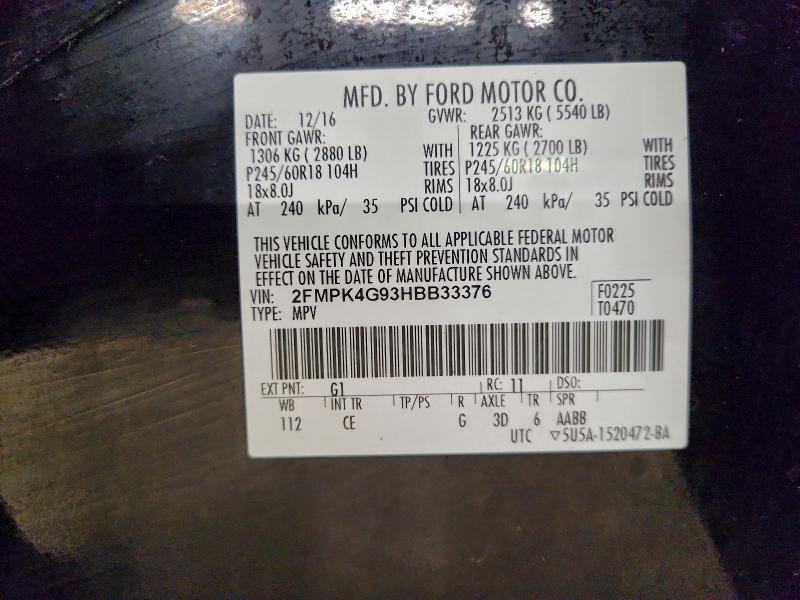 MFD. BY FORD MOTOR CO.
DATE: 12/16 GVWR: 2513 KG ( 5540 LB)
FRONT GAWR: REAR GAWR:
1306 KG ( 2880 LB) WITH 1225 KG ( 2700 LB) WITH
P245/60R18 104H TIRES P245/60R18 104H TIRES
18x8.0J RIMS 18x8.0J RIMS
AT 240 kPa/ 35 PSI COLD AT 240 kPa/ 35 PSI COLD
THIS VEHICLE CONFORMS TO ALL APPLICABLE FEDERAL MOTOR
VEHICLE SAFETY AND THEFT PREVENTION STANDARDS IN
EFFECT ON THE DATE OF MANUFACTURE SHOWN ABOVE.
VIN: 2FMPK4G93HBB33376 F0225
TYPE: MPV T0470
EXT PNT: G1 RC: 11 DSO:
WB INT TR TP/PS R AXLE TR SPR
112 CE G 3D 6 AABB
UTC ▽5U5A-1520472-BA